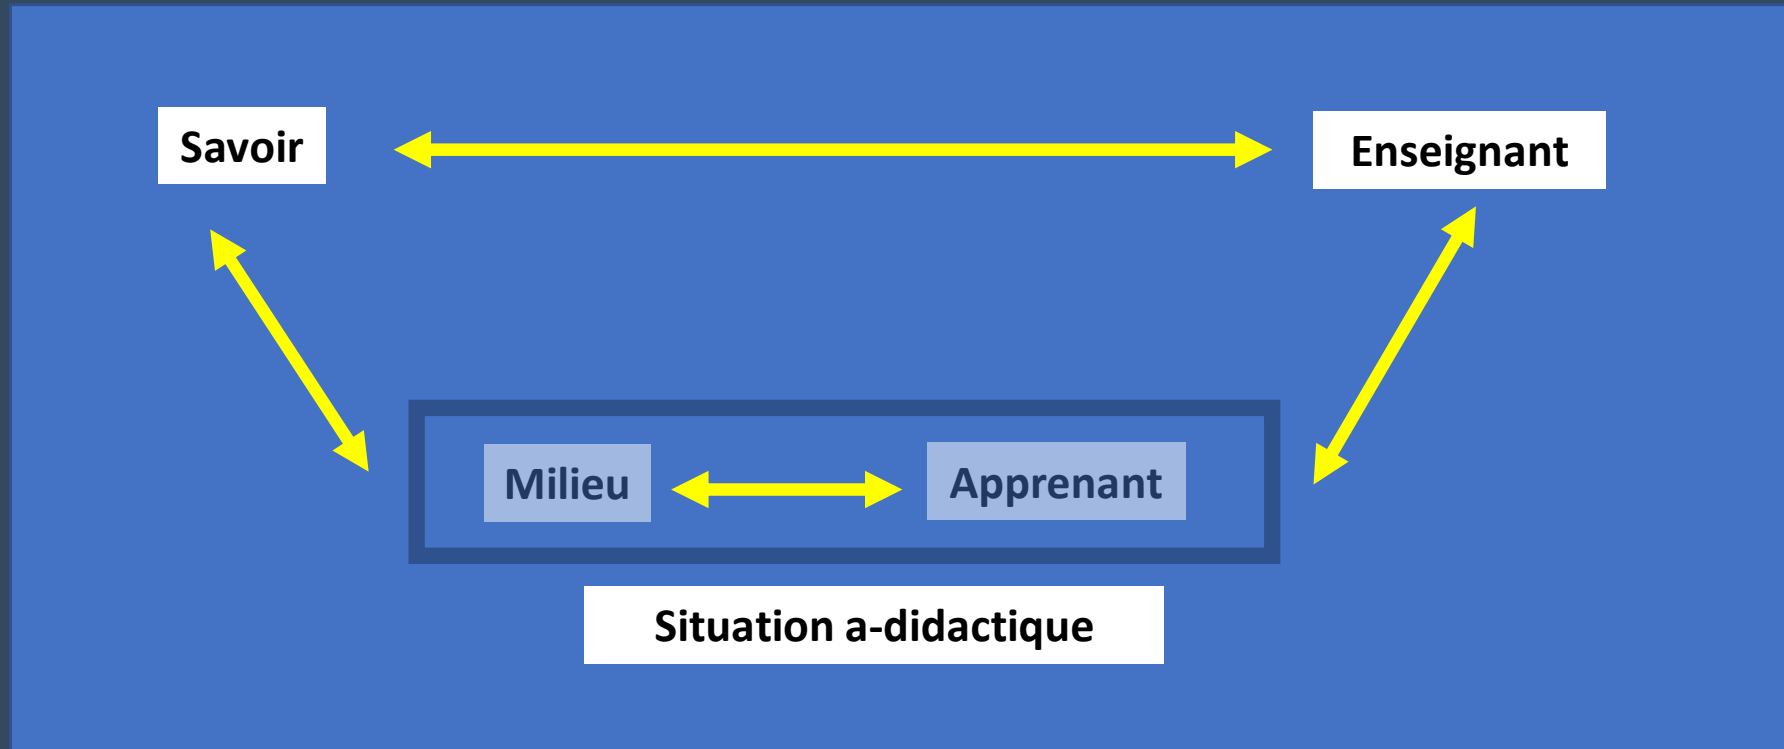 Savoir
Enseignant
Milieu
Apprenant
Situation a-didactique